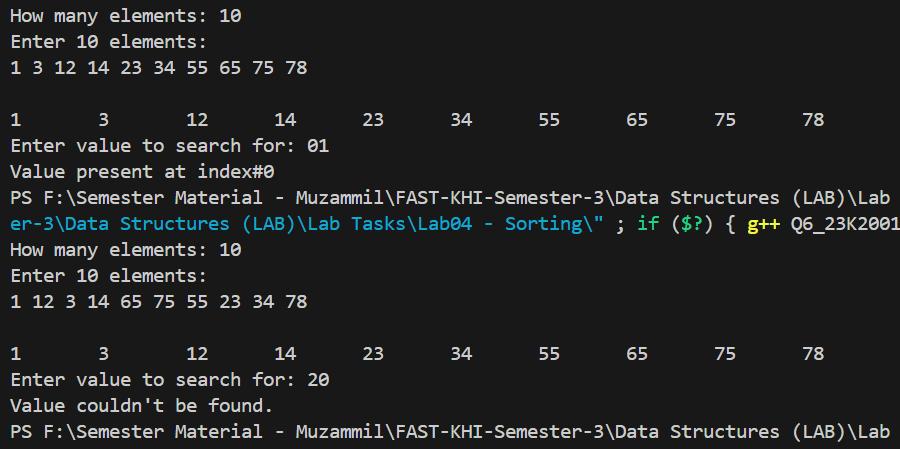 How many elements: 10
Enter 10 elements:
1 3 12 14 23 34 55 65 75 78
1 3 12 14 23 34 55 65 75 78
Enter value to search for: 01
Value present at index#0
PS F:\Semester Material - Muzammil\FAST-KHI-Semester-3\Data Structures (LAB)\Lab
er-3\Data Structures (LAB)\Lab Tasks\Lab04 - Sorting\" ; if ($?) { g++ Q6_23K2001
How many elements: 10
Enter 10 elements:
1 12 3 14 65 75 55 23 34 78
1 3 12 14 23 34 55 65 75 78
Enter value to search for: 20
Value couldn't be found.
PS F:\Semester Material - Muzammil\FAST-KHI-Semester-3\Data Structures (LAB)\Lab